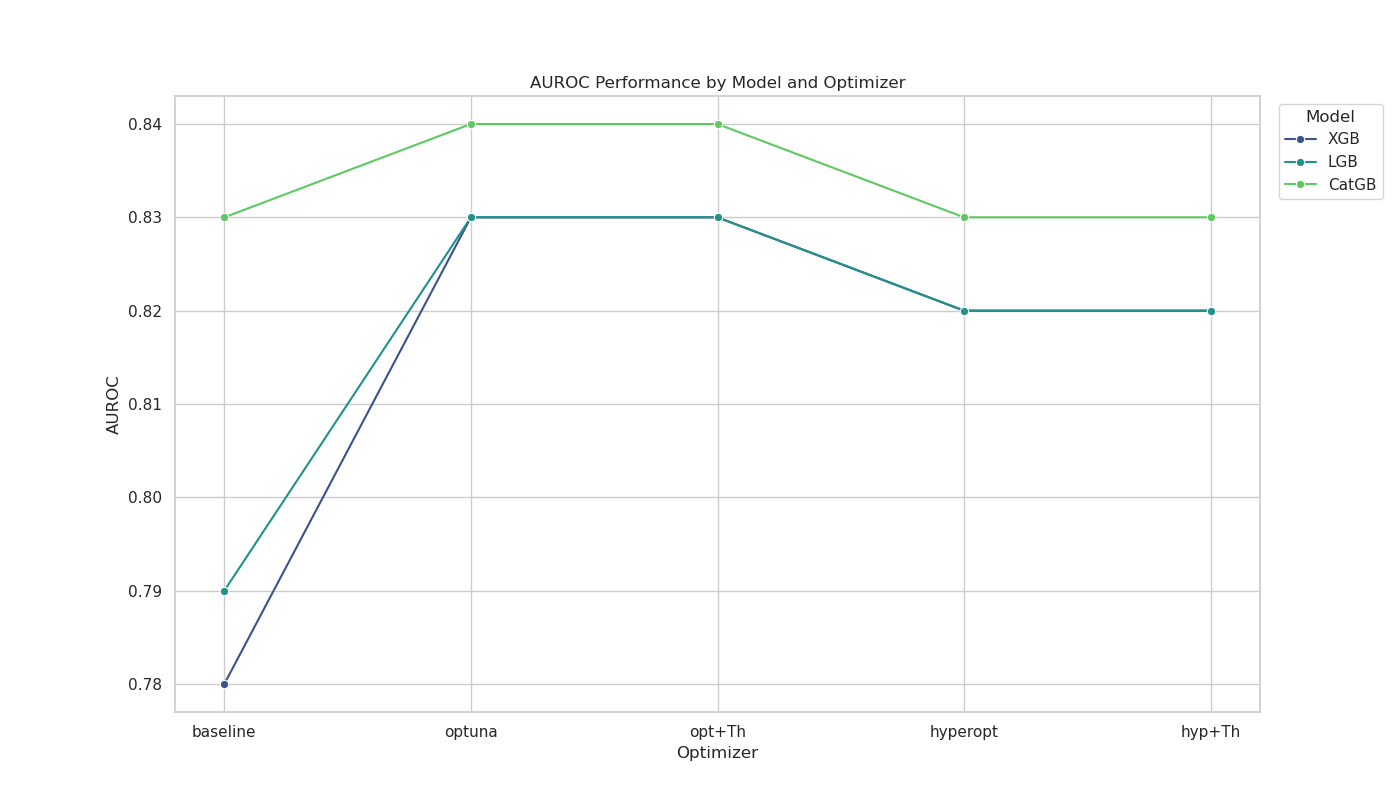 AUROC Performance by Model and Optimizer
Model
XGB
LGB
CatGB
AUROC
0.84
0.83
0.82
0.81
0.80
0.79
0.78
baseline optuna opt+Th hyperopt hyp+Th
Optimizer